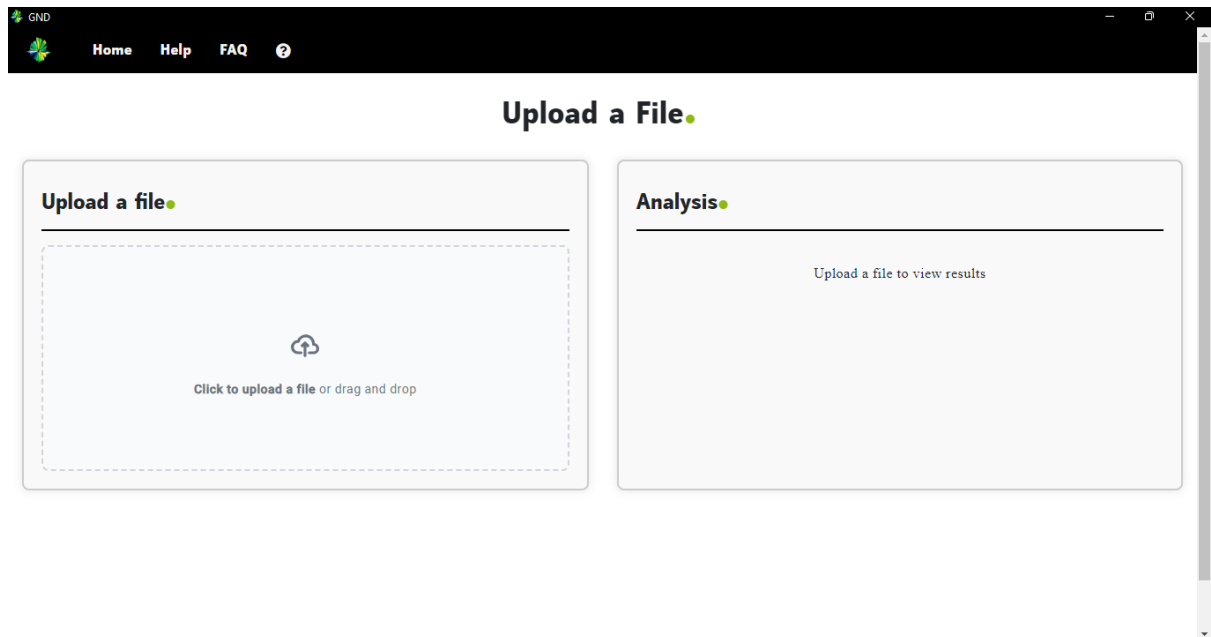 GND
Home Help FAQ ?
Upload a File.
Upload a file.
Click to upload a file or drag and drop
Analysis.
Upload a file to view results